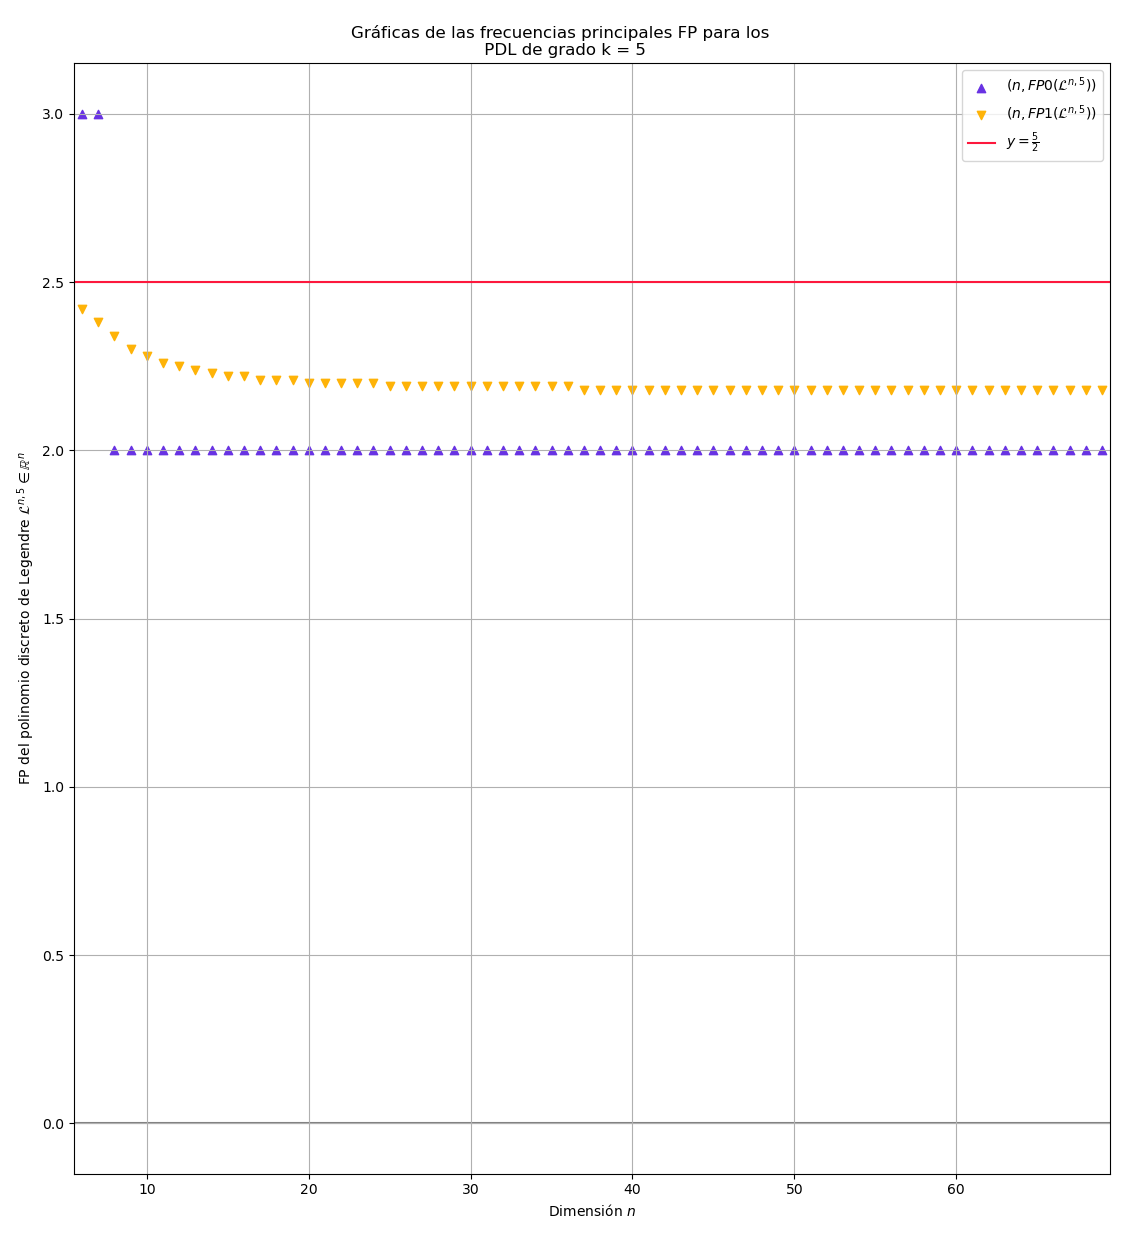 Gráficas de las frecuencias principales FP para los
PDL de grado k = 5
(n, FP0(ℒ^{n,5}))
(n, FP1(ℒ^{n,5}))
y = 5/2
3.0
2.5
2.0
1.5
1.0
0.5
0.0
FP del polinomio discreto de Legendre ℒ^{n,5} ∈ ℝ^n
10 20 30 40 50 60
Dimensión n